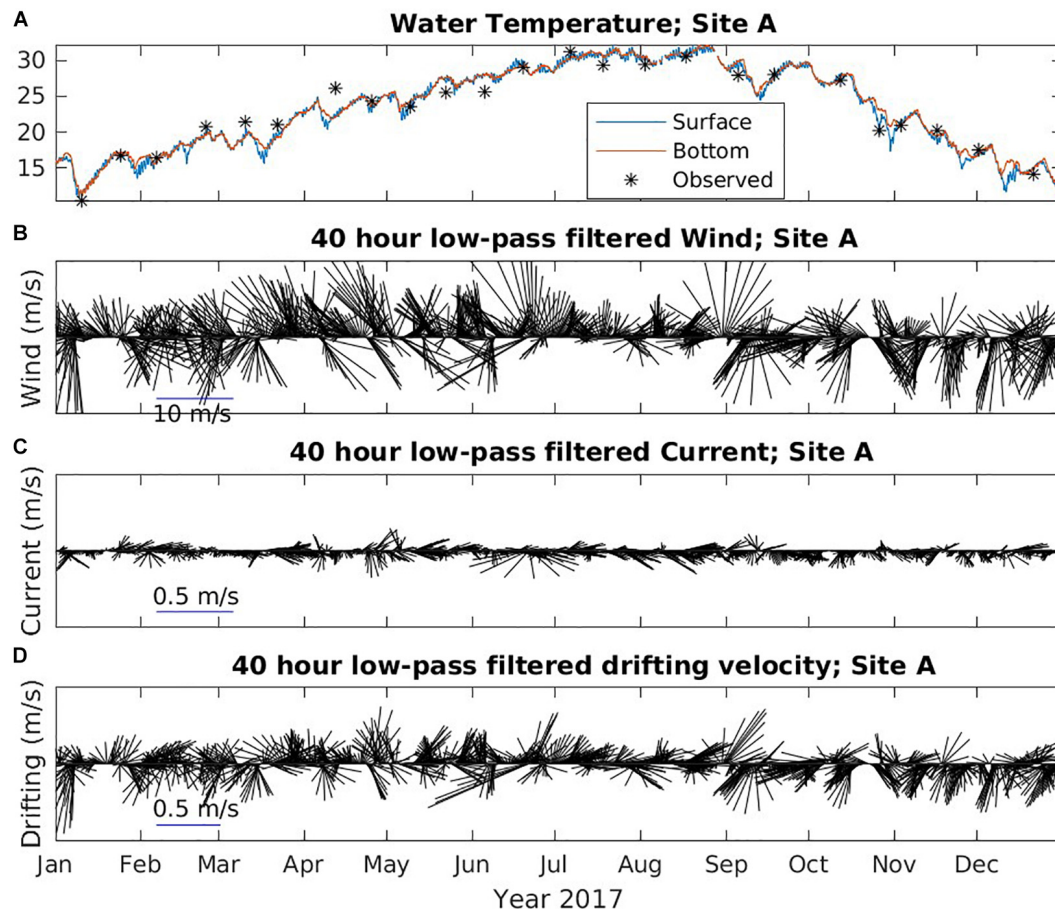 A
Water Temperature; Site A
30
25
20
15
Surface
Bottom
Observed
B
40 hour low-pass filtered Wind; Site A
Wind (m/s)
10 m/s
C
40 hour low-pass filtered Current; Site A
Current (m/s)
0.5 m/s
D
40 hour low-pass filtered drifting velocity; Site A
Drifting (m/s)
0.5 m/s
Jan Feb Mar Apr May Jun Jul Aug Sep Oct Nov Dec
Year 2017